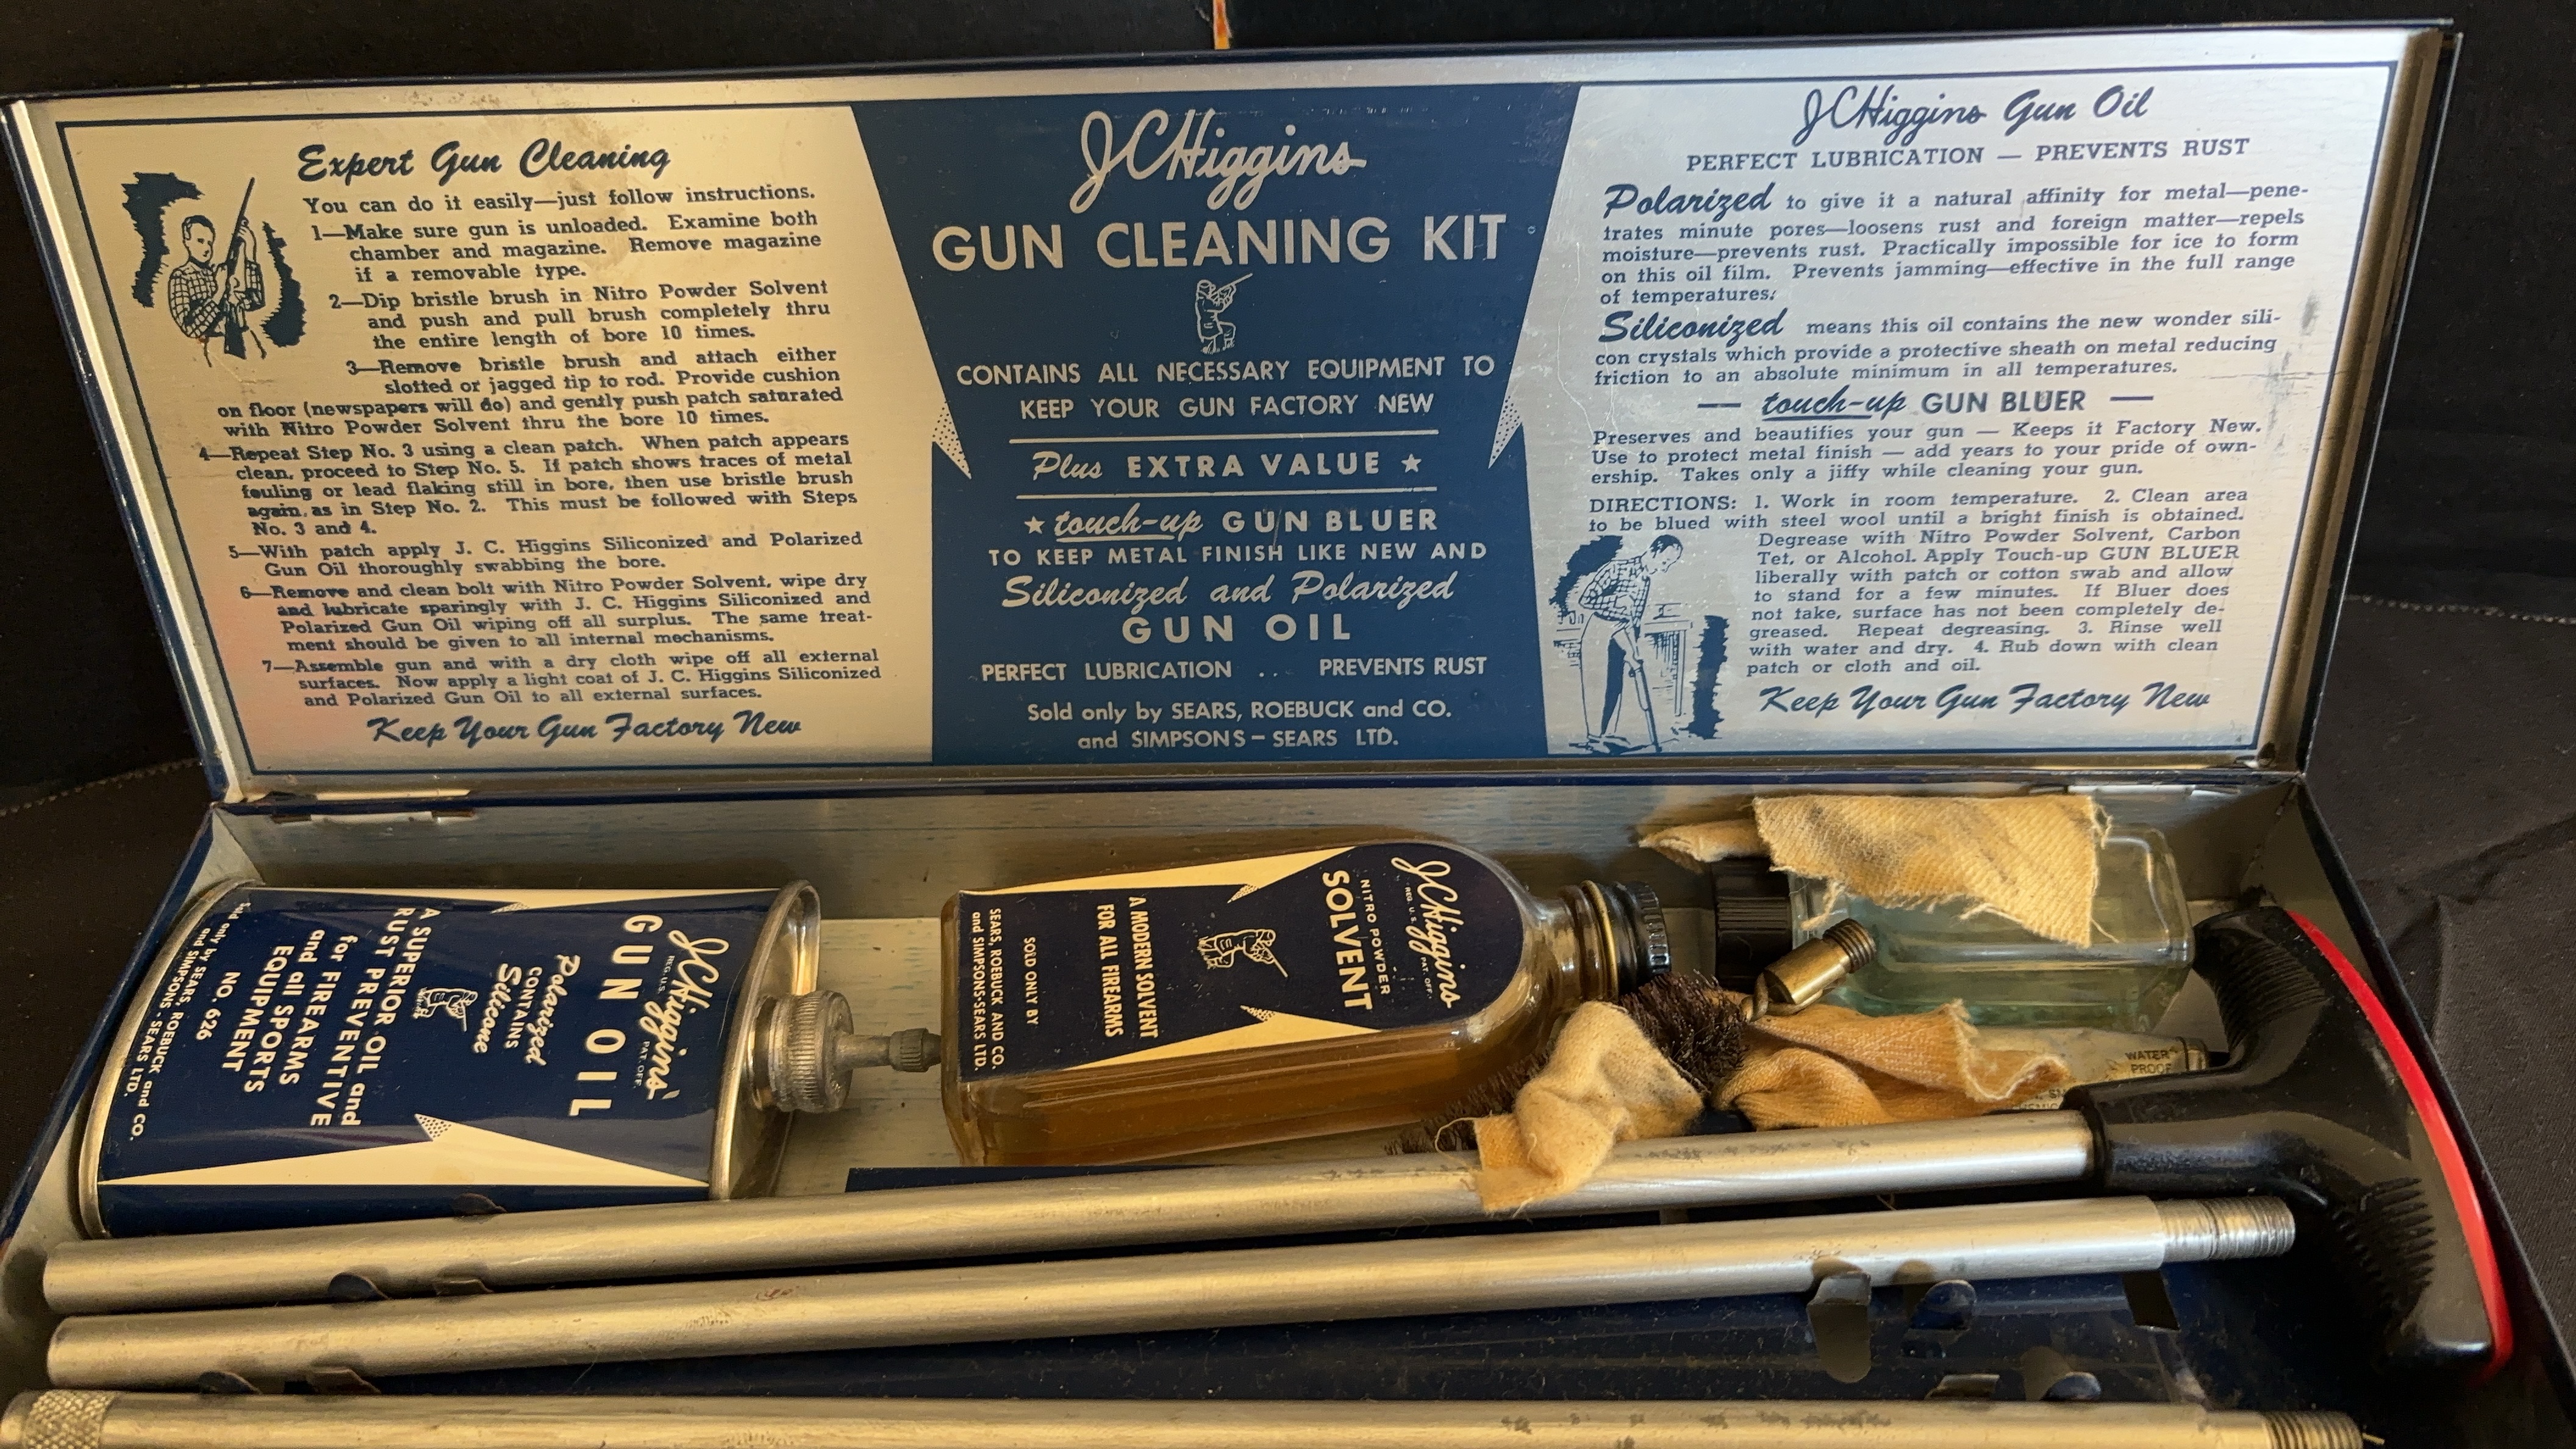 Expert Gun Cleaning
You can do it easily—just follow instructions.
1—Make sure gun is unloaded. Examine both
chamber and magazine. Remove magazine
if a removable type.
2—Dip bristle brush in Nitro Powder Solvent
and push and pull brush completely thru
the entire length of bore 10 times.
3—Remove bristle brush and attach either
slotted or jagged tip to rod. Provide cushion
on floor (newspapers will do) and gently push patch saturated
with Nitro Powder Solvent thru the bore 10 times.
4—Repeat Step No. 3 using a clean patch. When patch appears
clean, proceed to Step No. 5. If patch shows traces of metal
fouling or lead flaking still in bore, then use bristle brush
again, as in Step No. 2. This must be followed with Steps
No. 3 and 4.
5—With patch apply J. C. Higgins Siliconized and Polarized
Gun Oil thoroughly swabbing the bore.
6—Remove and clean bolt with Nitro Powder Solvent, wipe dry
and lubricate sparingly with J. C. Higgins Siliconized and
Polarized Gun Oil wiping off all surplus. The same treat-
ment should be given to all internal mechanisms.
7—Assemble gun and with a dry cloth wipe off all external
surfaces. Now apply a light coat of J. C. Higgins Siliconized
and Polarized Gun Oil to all external surfaces.
Keep Your Gun Factory New
JCHiggins
GUN CLEANING KIT
CONTAINS ALL NECESSARY EQUIPMENT TO
KEEP YOUR GUN FACTORY NEW
Plus EXTRA VALUE ★
★ touch-up GUN BLUER
TO KEEP METAL FINISH LIKE NEW AND
Siliconized and Polarized
GUN OIL
PERFECT LUBRICATION .. PREVENTS RUST
Sold only by SEARS, ROEBUCK and CO.
and SIMPSONS – SEARS LTD.
JCHiggins Gun Oil
PERFECT LUBRICATION — PREVENTS RUST
Polarized to give it a natural affinity for metal—pene-
trates minute pores—loosens rust and foreign matter—repels
moisture—prevents rust. Practically impossible for ice to form
on this oil film. Prevents jamming—effective in the full range
of temperatures.
Siliconized means this oil contains the new wonder sili-
con crystals which provide a protective sheath on metal reducing
friction to an absolute minimum in all temperatures.
— touch-up GUN BLUER —
Preserves and beautifies your gun — Keeps it Factory New.
Use to protect metal finish — add years to your pride of own-
ership. Takes only a jiffy while cleaning your gun.
DIRECTIONS: 1. Work in room temperature. 2. Clean area
to be blued with steel wool until a bright finish is obtained.
Degrease with Nitro Powder Solvent, Carbon
Tet, or Alcohol. Apply Touch-up GUN BLUER
liberally with patch or cotton swab and allow
to stand for a few minutes. If Bluer does
not take, surface has not been completely de-
greased. Repeat degreasing. 3. Rinse well
with water and dry. 4. Rub down with clean
patch or cloth and oil.
Keep Your Gun Factory New
JCHiggins
REG. U.S. PAT. OFF.
GUN OIL
Polarized
CONTAINS
Silicone
A SUPERIOR OIL and
RUST PREVENTIVE
for FIREARMS
and all SPORTS
EQUIPMENT
NO. 626
Sold only by SEARS, ROEBUCK and CO.
and SIMPSONS - SEARS LTD.
JCHiggins
REG. U.S. PAT. OFF.
NITRO POWDER
SOLVENT
A MODERN SOLVENT
FOR ALL FIREARMS
SOLD ONLY BY
SEARS, ROEBUCK AND CO.
and SIMPSONS-SEARS LTD.
WATER
PROOF